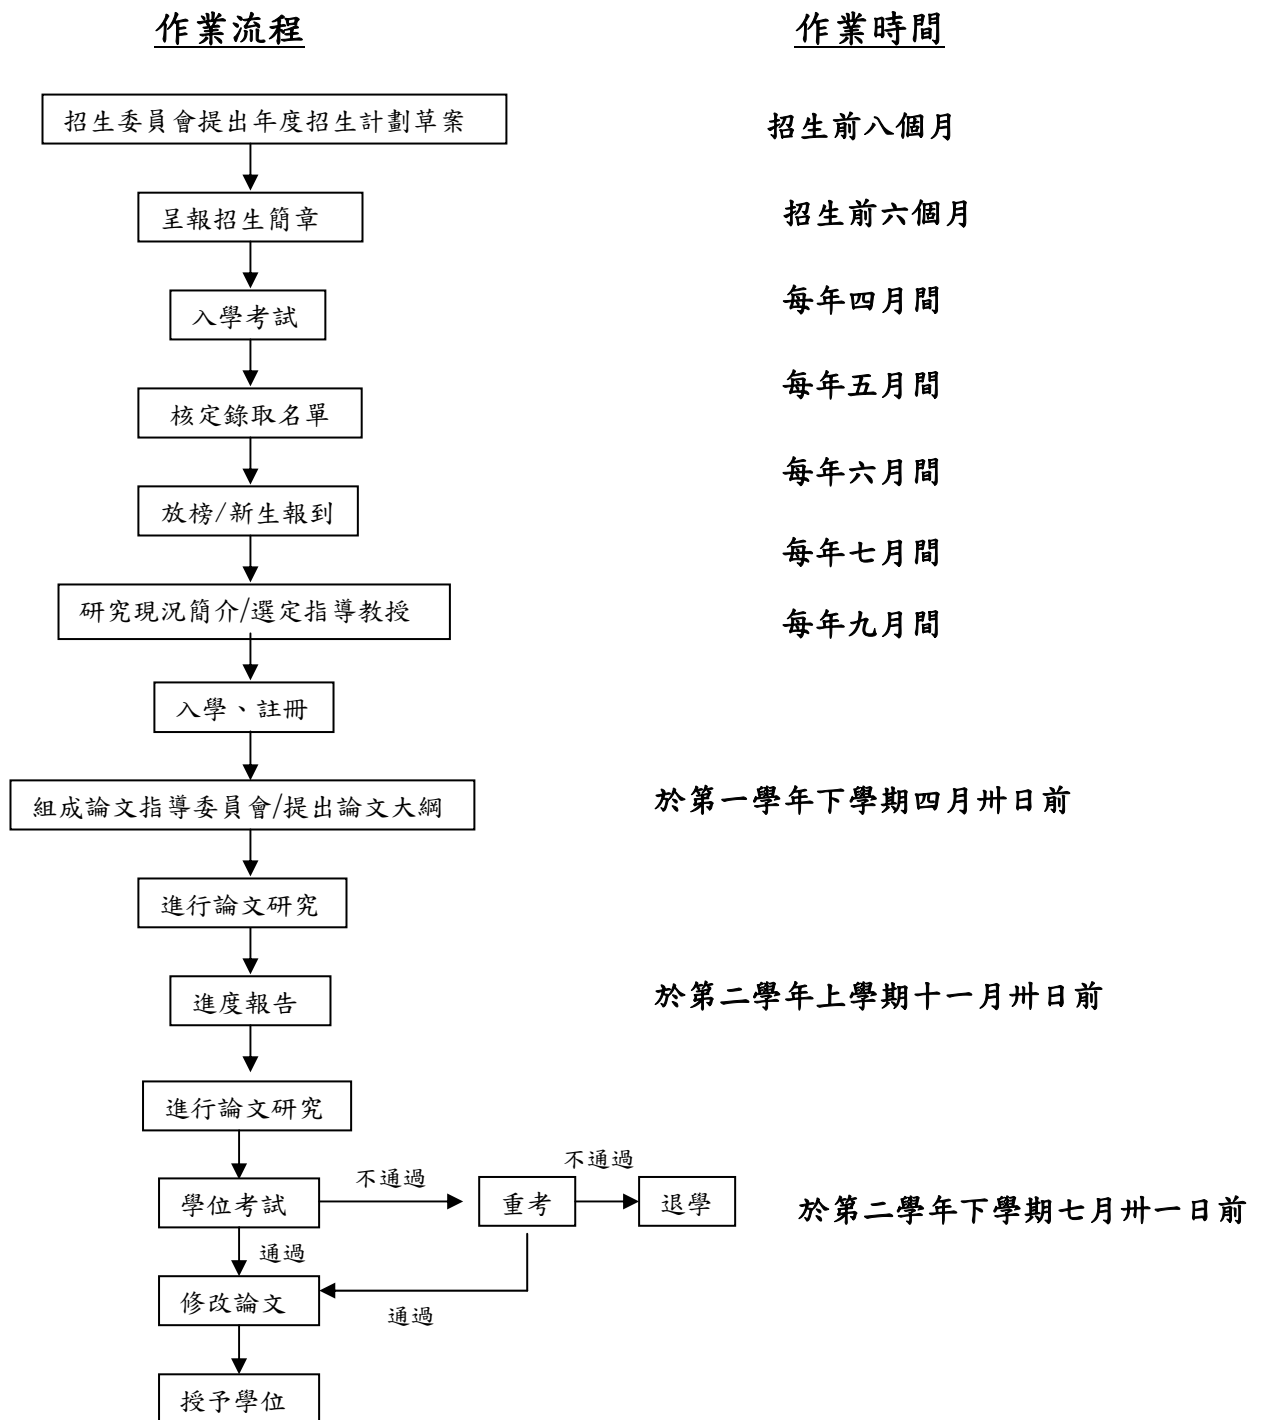 作業流程
作業時間
招生委員會提出年度招生計劃草案
招生前八個月
呈報招生簡章
招生前六個月
入學考試
每年四月間
核定錄取名單
每年五月間
放榜/新生報到
每年六月間
研究現況簡介/選定指導教授
每年七月間
入學、註冊
每年九月間
組成論文指導委員會/提出論文大綱
於第一學年下學期四月卅日前
進行論文研究
進度報告
於第二學年上學期十一月卅日前
進行論文研究
學位考試
不通過
重考
不通過
退學
於第二學年下學期七月卅一日前
通過
修改論文
通過
授予學位